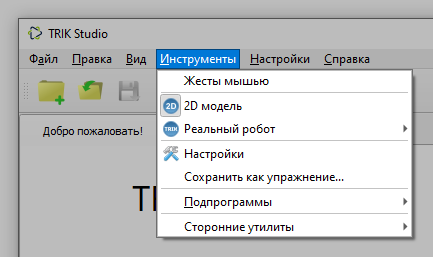 TRIK Studio
Файл Правка Вид Инструменты Настройки Справка
Жесты мышью
2D 2D модель
TRIK Реальный робот
Добро пожаловать!
Настройки
Сохранить как упражнение...
Подпрограммы
Сторонние утилиты